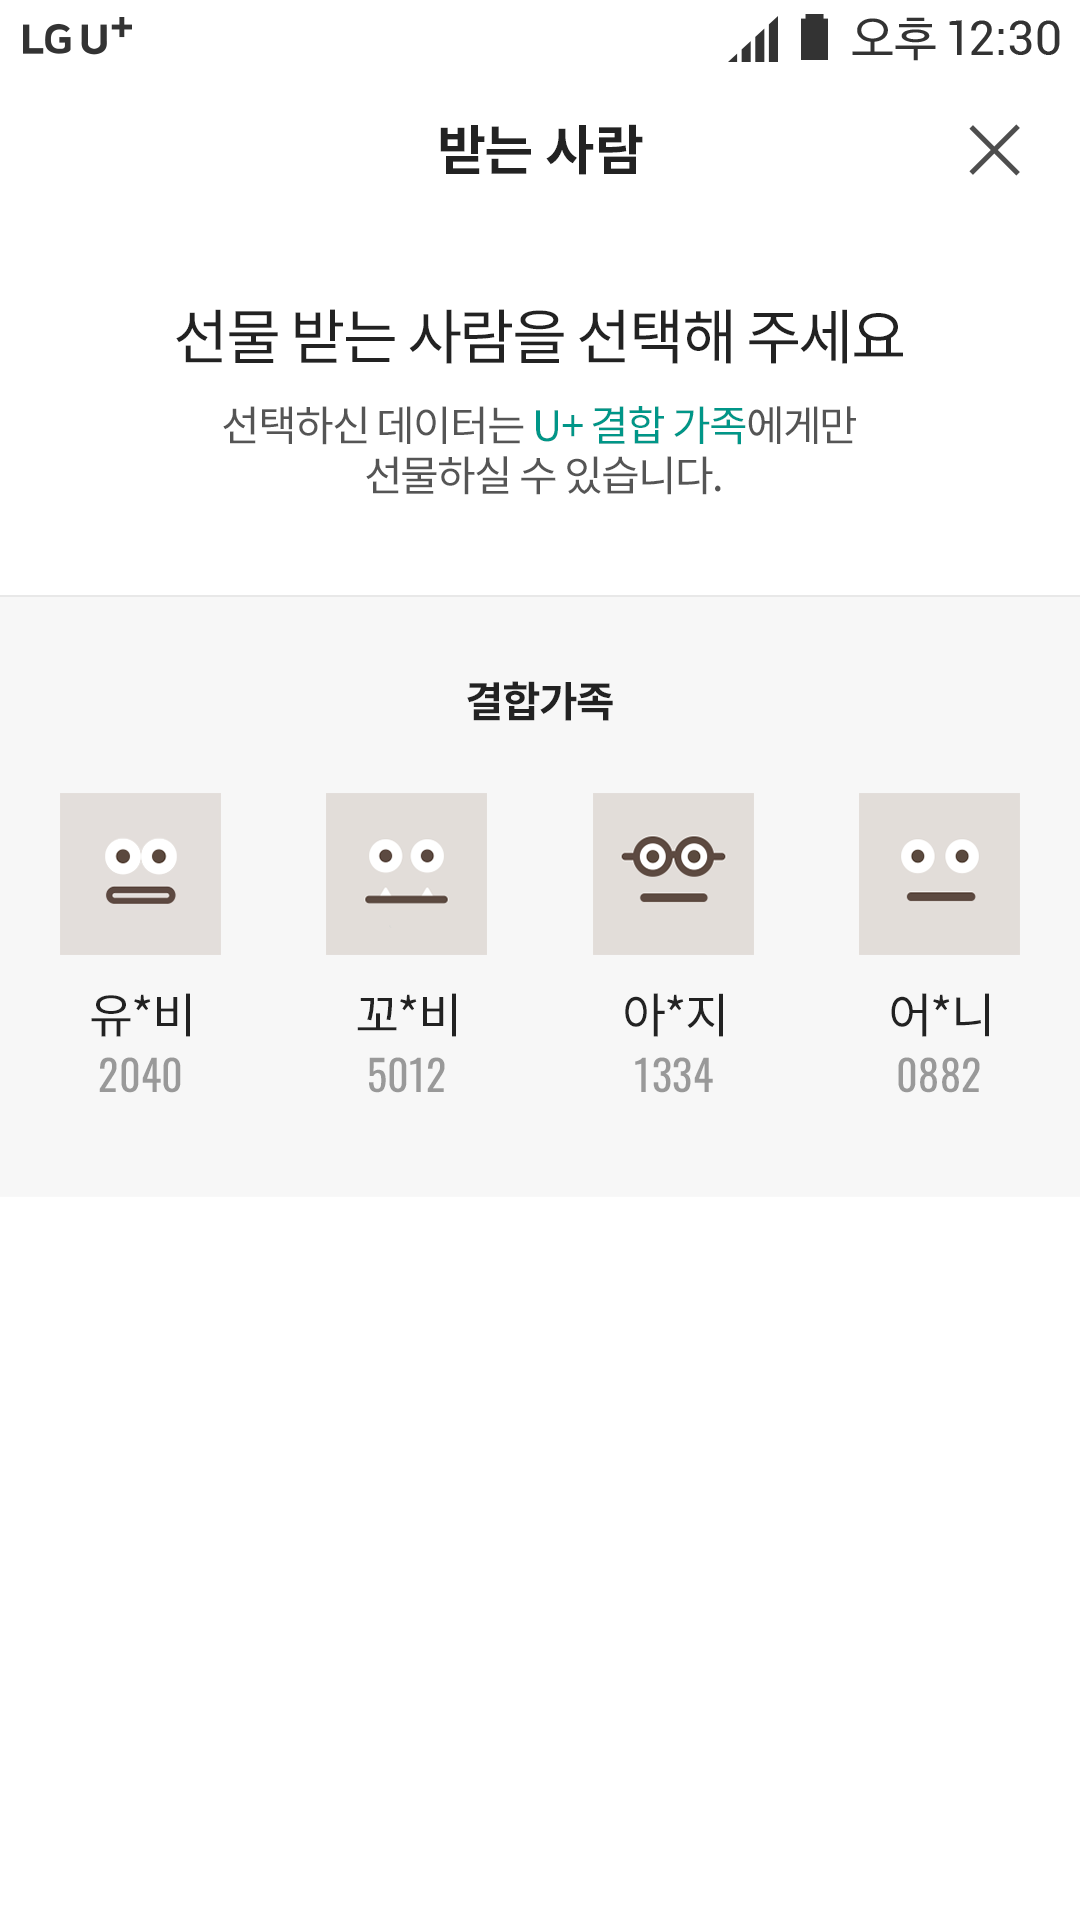 LG U+ 오후 12:30
받는 사람
선물 받는 사람을 선택해 주세요
선택하신 데이터는 U+ 결합 가족에게만
선물하실 수 있습니다.
결합가족
유*비 꼬*비 아*지 어*니
2040 5012 1334 0882